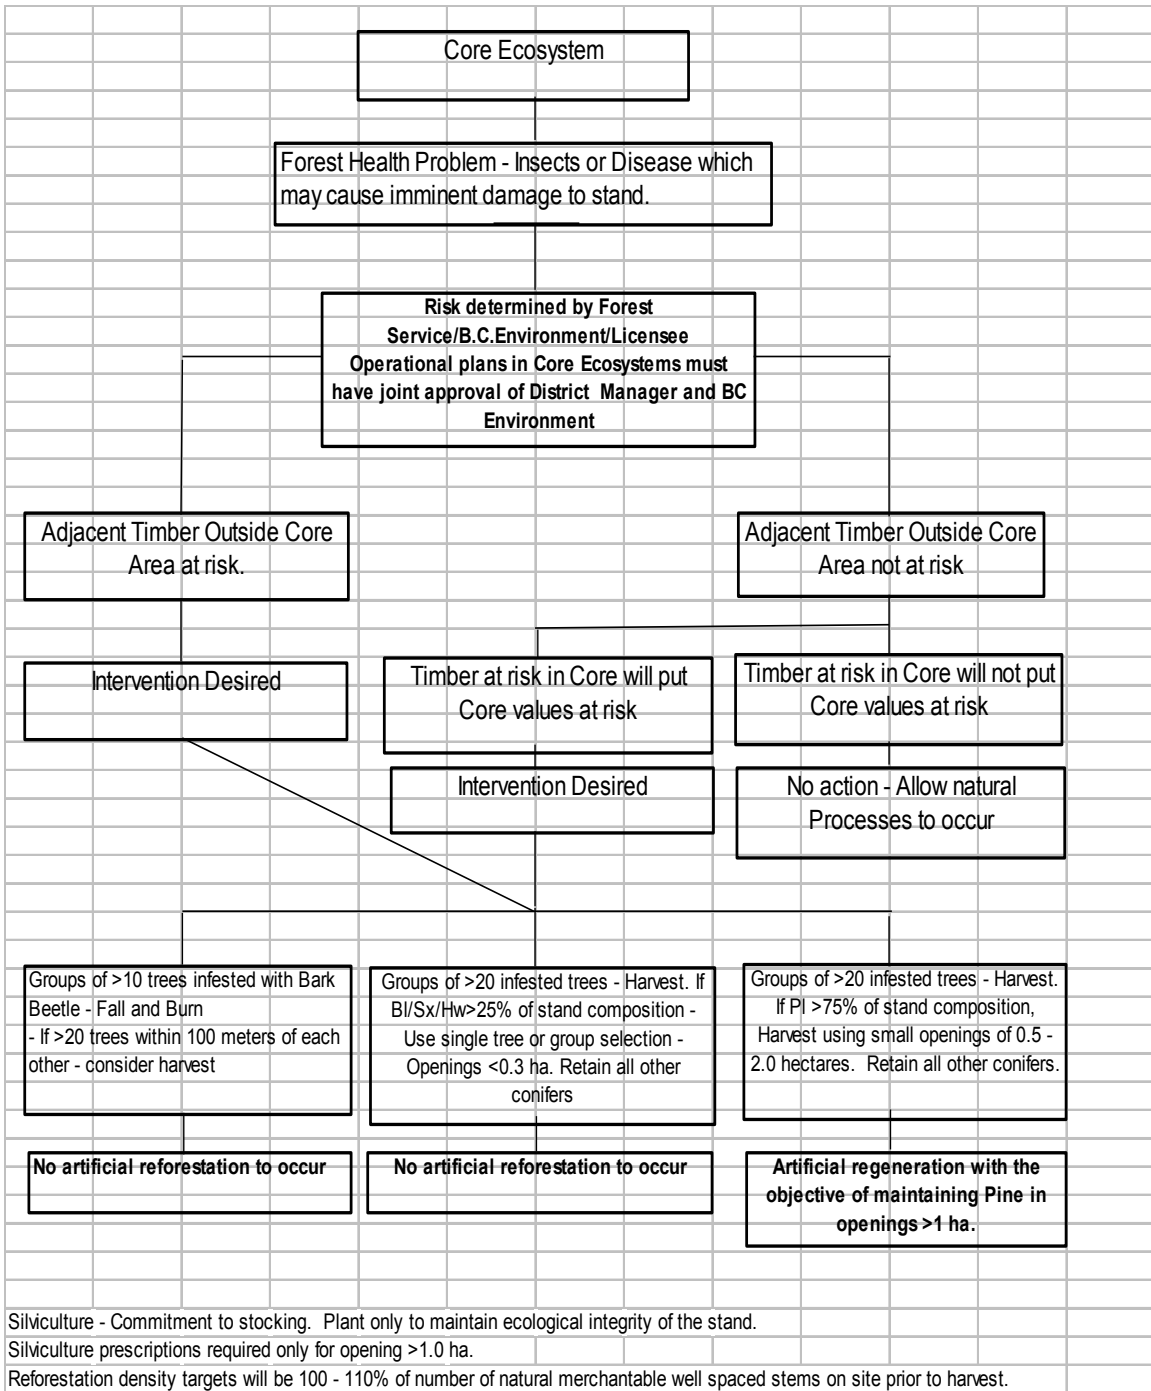 Core Ecosystem
Forest Health Problem - Insects or Disease which
may cause imminent damage to stand.
Risk determined by Forest
Service/B.C.Environment/Licensee
Operational plans in Core Ecosystems must
have joint approval of District Manager and BC
Environment
Adjacent Timber Outside Core
Area at risk.
Adjacent Timber Outside Core
Area not at risk
Intervention Desired
Timber at risk in Core will put
Core values at risk
Timber at risk in Core will not put
Core values at risk
Intervention Desired
No action - Allow natural
Processes to occur
Groups of >10 trees infested with Bark
Beetle - Fall and Burn
- If >20 trees within 100 meters of each
other - consider harvest
Groups of >20 infested trees - Harvest. If
Bl/Sx/Hw>25% of stand composition -
Use single tree or group selection -
Openings <0.3 ha. Retain all other
conifers
Groups of >20 infested trees - Harvest.
If Pl >75% of stand composition,
Harvest using small openings of 0.5 -
2.0 hectares. Retain all other conifers.
No artificial reforestation to occur
No artificial reforestation to occur
Artificial regeneration with the
objective of maintaining Pine in
openings >1 ha.
Silviculture - Commitment to stocking. Plant only to maintain ecological integrity of the stand.
Silviculture prescriptions required only for opening >1.0 ha.
Reforestation density targets will be 100 - 110% of number of natural merchantable well spaced stems on site prior to harvest.